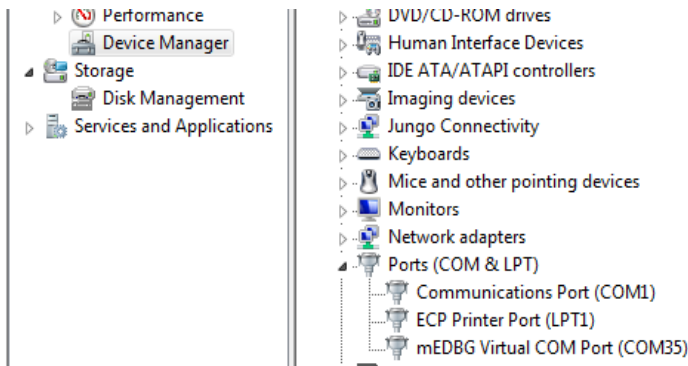 Performance
Device Manager
Storage
Disk Management
Services and Applications
DVD/CD-ROM drives
Human Interface Devices
IDE ATA/ATAPI controllers
Imaging devices
Jungo Connectivity
Keyboards
Mice and other pointing devices
Monitors
Network adapters
Ports (COM & LPT)
Communications Port (COM1)
ECP Printer Port (LPT1)
mEDBG Virtual COM Port (COM35)